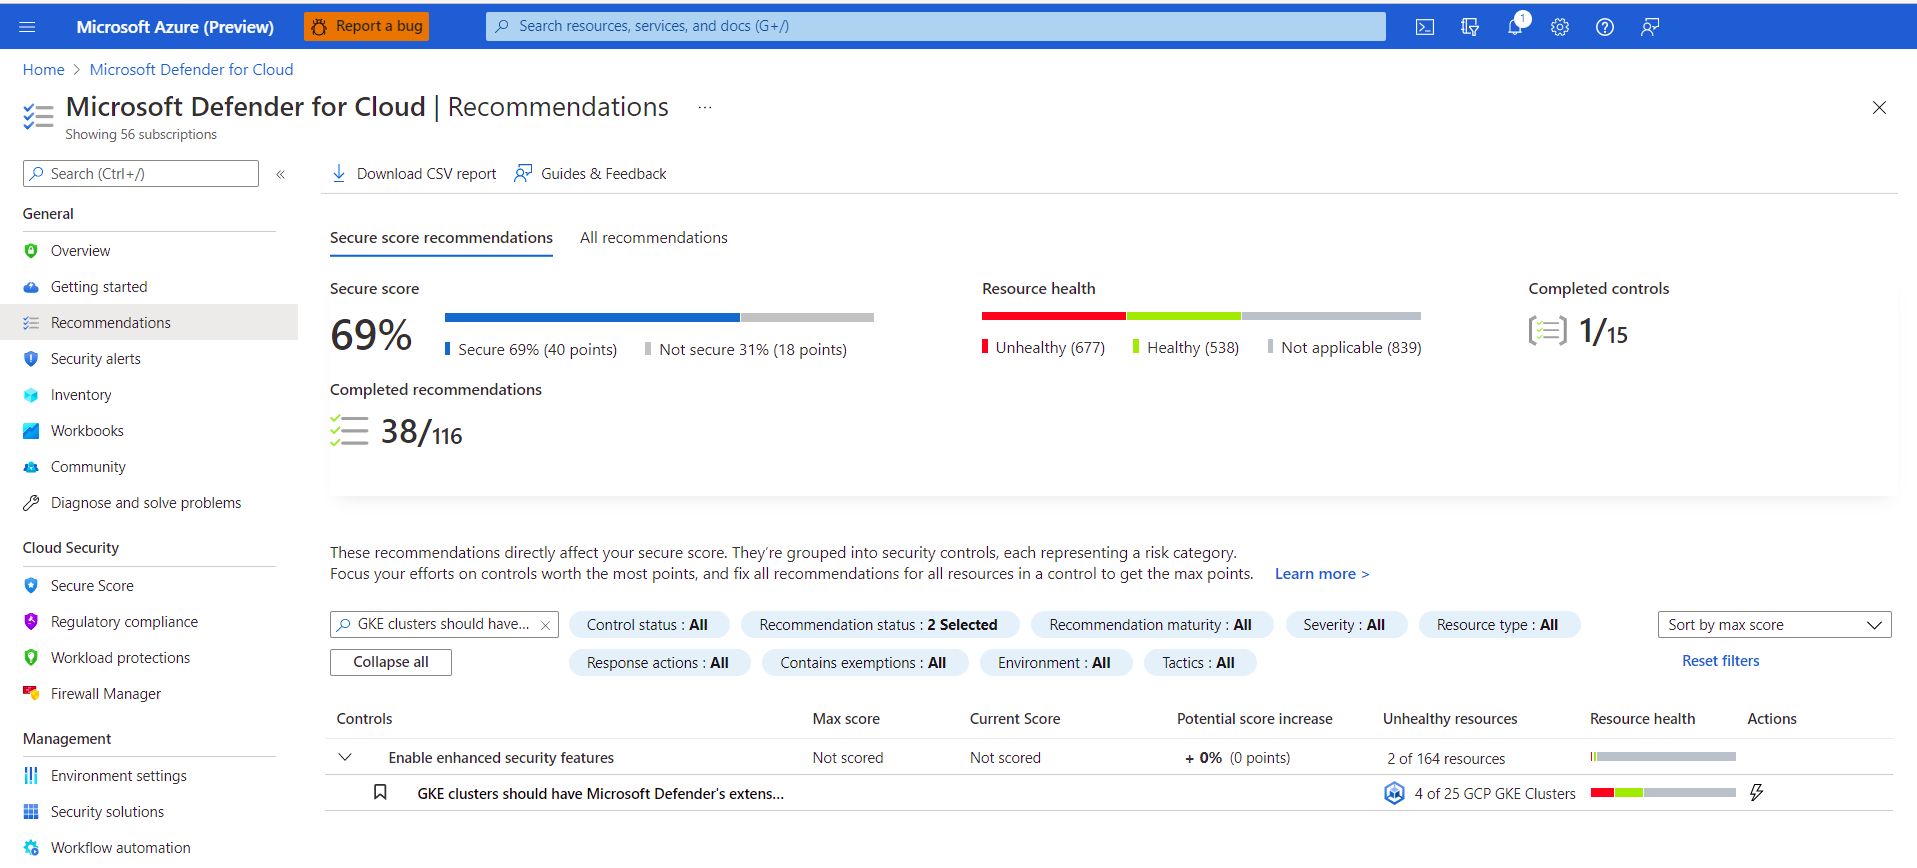 Microsoft Azure (Preview)
Report a bug
Search resources, services, and docs (G+/)
1
Home > Microsoft Defender for Cloud
Microsoft Defender for Cloud | Recommendations ...
Showing 56 subscriptions
Search (Ctrl+/)
«
General
Overview
Getting started
Recommendations
Security alerts
Inventory
Workbooks
Community
Diagnose and solve problems
Cloud Security
Secure Score
Regulatory compliance
Workload protections
Firewall Manager
Management
Environment settings
Security solutions
Workflow automation
Download CSV report
Guides & Feedback
Secure score recommendations
All recommendations
Secure score
69%
Secure 69% (40 points)
Not secure 31% (18 points)
Resource health
Unhealthy (677)
Healthy (538)
Not applicable (839)
Completed controls
1/15
Completed recommendations
38/116
These recommendations directly affect your secure score. They're grouped into security controls, each representing a risk category.
Focus your efforts on controls worth the most points, and fix all recommendations for all resources in a control to get the max points. Learn more >
GKE clusters should have...
Control status : All
Recommendation status : 2 Selected
Recommendation maturity : All
Severity : All
Resource type : All
Sort by max score
Collapse all
Response actions : All
Contains exemptions : All
Environment : All
Tactics : All
Reset filters
Controls
Max score
Current Score
Potential score increase
Unhealthy resources
Resource health
Actions
Enable enhanced security features
Not scored
Not scored
+ 0% (0 points)
2 of 164 resources
GKE clusters should have Microsoft Defender's extens...
4 of 25 GCP GKE Clusters